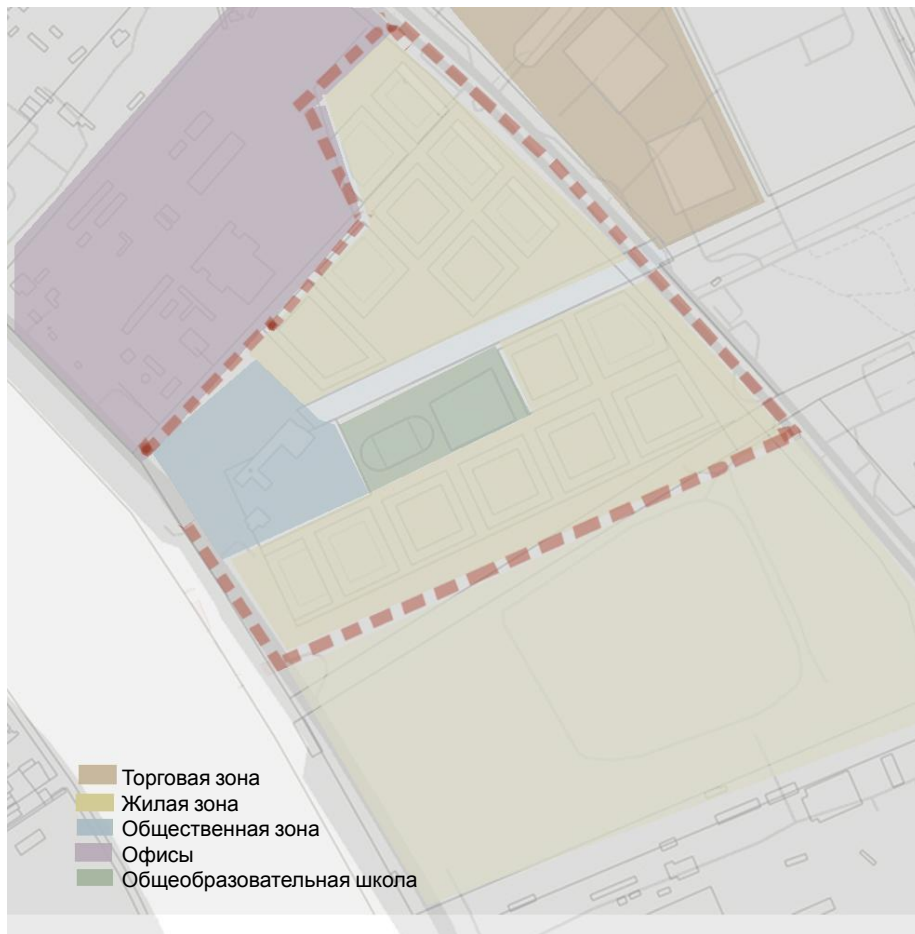 Торговая зона
Жилая зона
Общественная зона
Офисы
Общеобразовательная школа